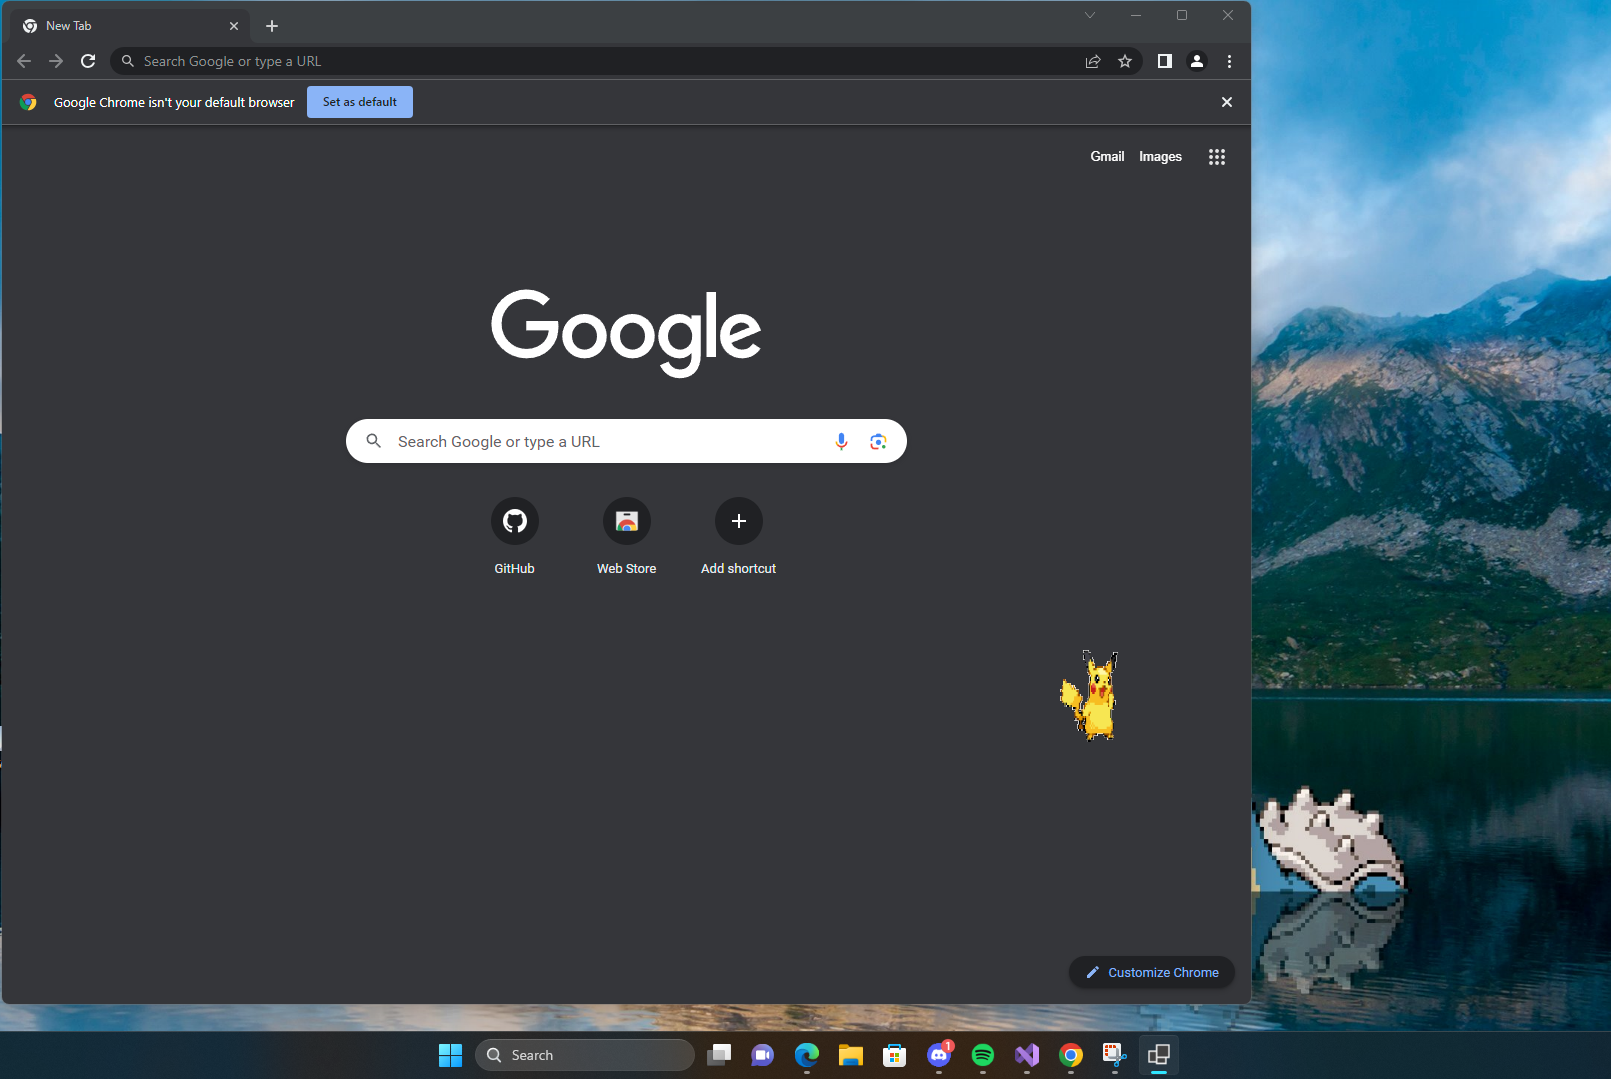 New Tab
Search Google or type a URL
Google Chrome isn't your default browser
Set as default
Gmail
Images
Google
Search Google or type a URL
GitHub
Web Store
Add shortcut
Customize Chrome
Search
1